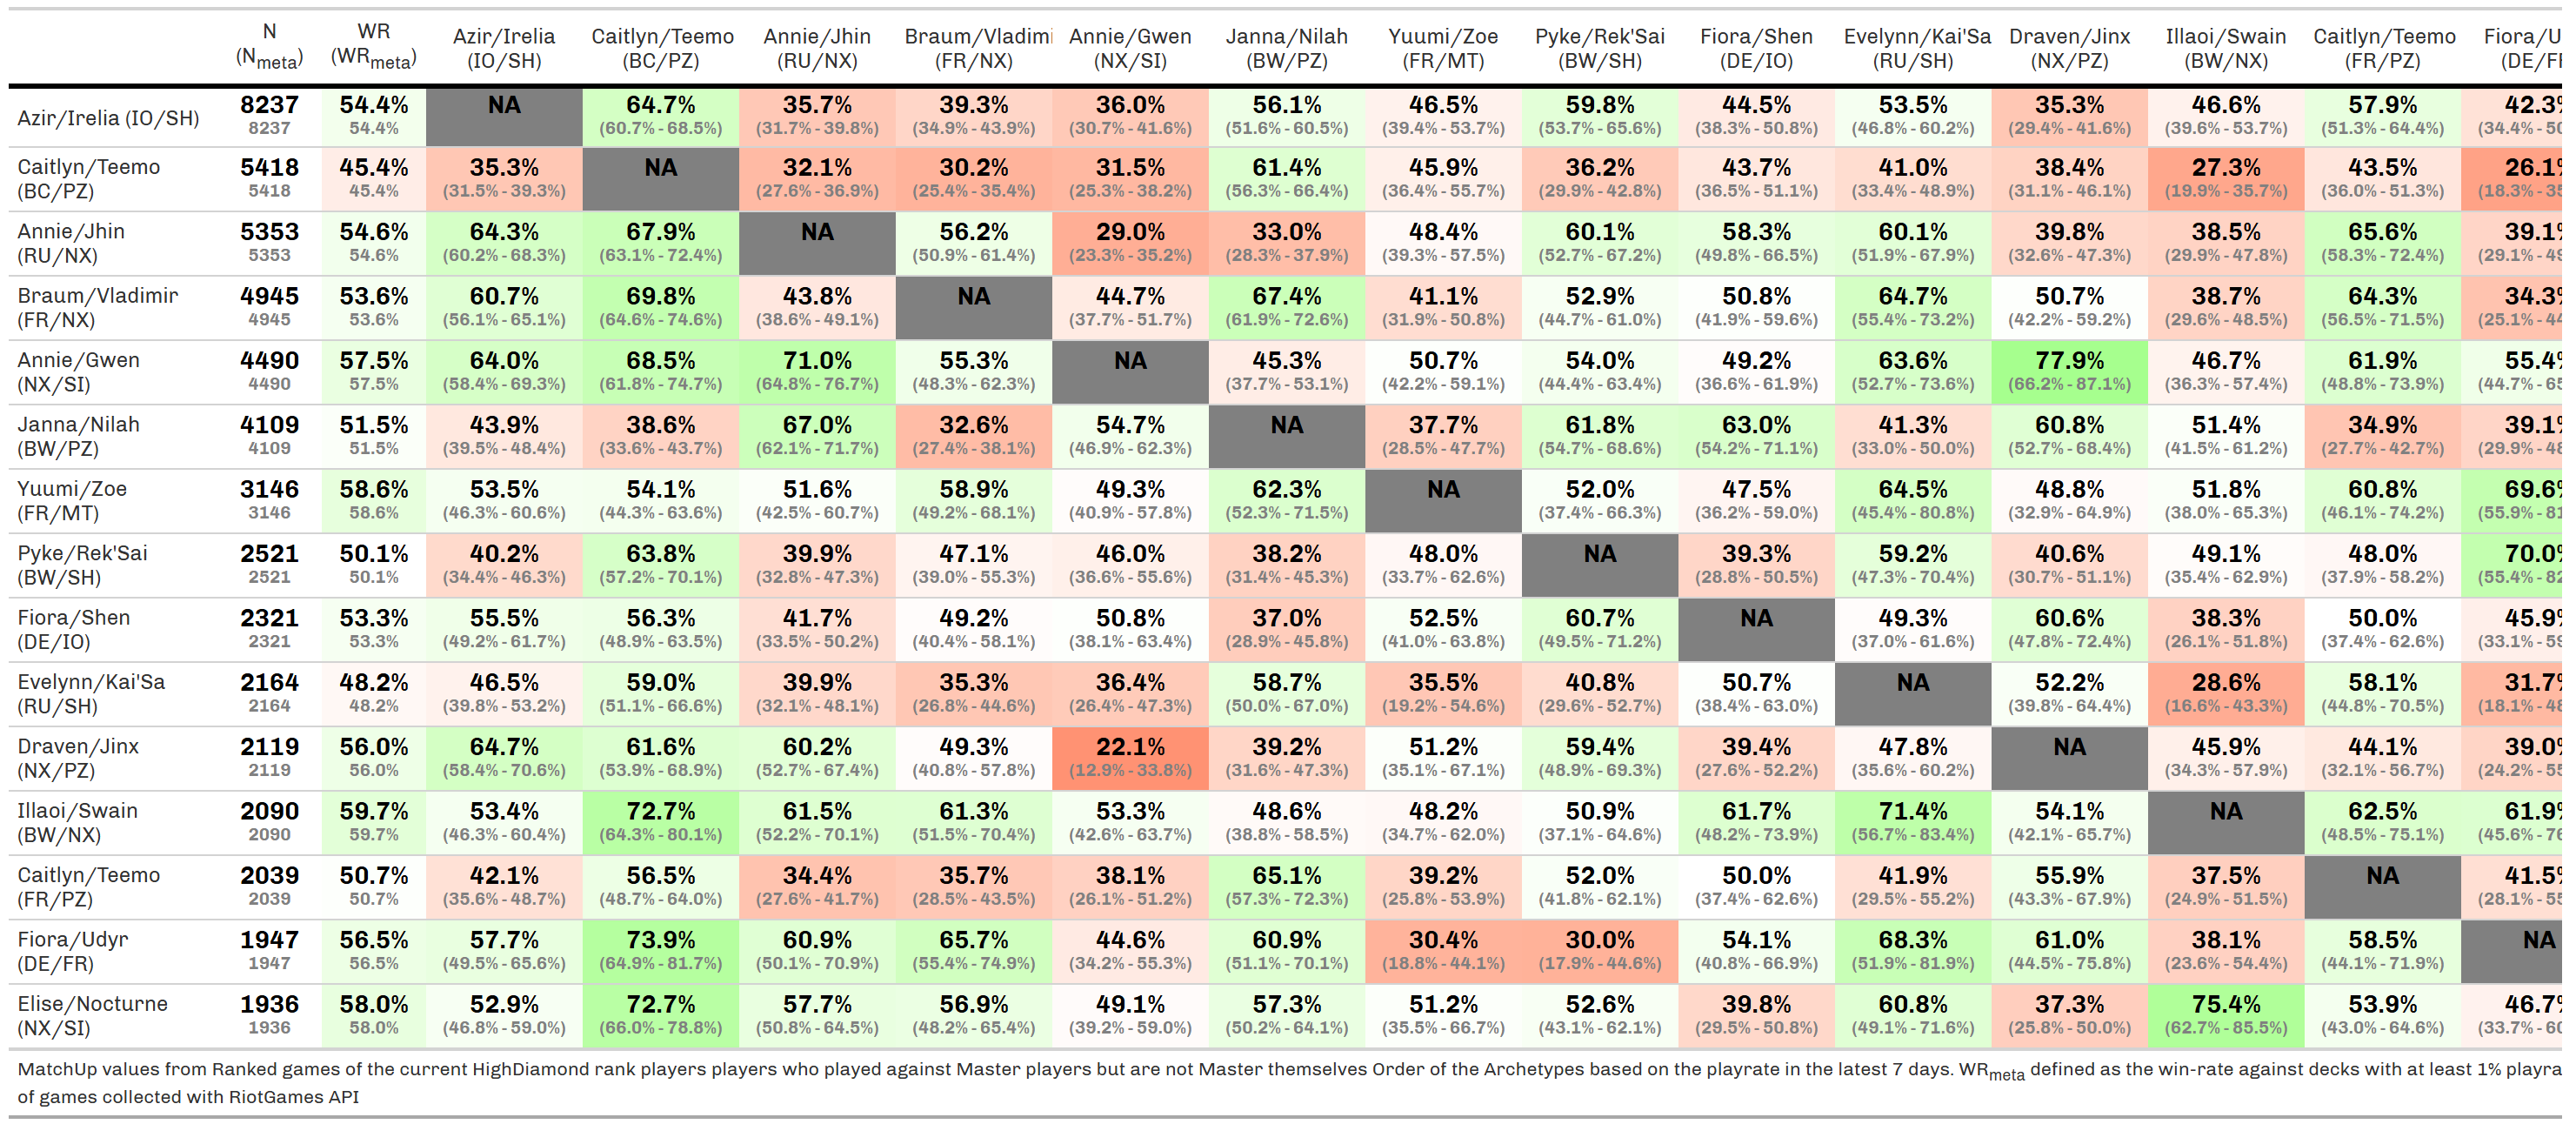 N WR Azir/Irelia Caitlyn/Teemo Annie/Jhin Braum/Vladimi Annie/Gwen Janna/Nilah Yuumi/Zoe Pyke/Rek'Sai Fiora/Shen Evelynn/Kai'Sa Draven/Jinx Illaoi/Swain Caitlyn/Teemo Fiora/U
(Nmeta) (WRmeta) (IO/SH) (BC/PZ) (RU/NX) (FR/NX) (NX/SI) (BW/PZ) (FR/MT) (BW/SH) (DE/IO) (RU/SH) (NX/PZ) (BW/NX) (FR/PZ) (DE/FR
Azir/Irelia (IO/SH) 8237 54.4% NA 64.7% 35.7% 39.3% 36.0% 56.1% 46.5% 59.8% 44.5% 53.5% 35.3% 46.6% 57.9% 42.3%
8237 54.4% (60.7% - 68.5%) (31.7% - 39.8%) (34.9% - 43.9%) (30.7% - 41.6%) (51.6% - 60.5%) (39.4% - 53.7%) (53.7% - 65.6%) (38.3% - 50.8%) (46.8% - 60.2%) (29.4% - 41.6%) (39.6% - 53.7%) (51.3% - 64.4%) (34.4% - 50
Caitlyn/Teemo 5418 45.4% 35.3% NA 32.1% 30.2% 31.5% 61.4% 45.9% 36.2% 43.7% 41.0% 38.4% 27.3% 43.5% 26.1%
(BC/PZ) 5418 45.4% (31.5% - 39.3%) (27.6% - 36.9%) (25.4% - 35.4%) (25.3% - 38.2%) (56.3% - 66.4%) (36.4% - 55.7%) (29.9% - 42.8%) (36.5% - 51.1%) (33.4% - 48.9%) (31.1% - 46.1%) (19.9% - 35.7%) (36.0% - 51.3%) (18.3% - 35
Annie/Jhin 5353 54.6% 64.3% 67.9% NA 56.2% 29.0% 33.0% 48.4% 60.1% 58.3% 60.1% 39.8% 38.5% 65.6% 39.1%
(RU/NX) 5353 54.6% (60.2% - 68.3%) (63.1% - 72.4%) (50.9% - 61.4%) (23.3% - 35.2%) (28.3% - 37.9%) (39.3% - 57.5%) (52.7% - 67.2%) (49.8% - 66.5%) (51.9% - 67.9%) (32.6% - 47.3%) (29.9% - 47.8%) (58.3% - 72.4%) (29.1% - 49
Braum/Vladimir 4945 53.6% 60.7% 69.8% 43.8% NA 44.7% 67.4% 41.1% 52.9% 50.8% 64.7% 50.7% 38.7% 64.3% 34.3%
(FR/NX) 4945 53.6% (56.1% - 65.1%) (64.6% - 74.6%) (38.6% - 49.1%) (37.7% - 51.7%) (61.9% - 72.6%) (31.9% - 50.8%) (44.7% - 61.0%) (41.9% - 59.6%) (55.4% - 73.2%) (42.2% - 59.2%) (29.6% - 48.5%) (56.5% - 71.5%) (25.1% - 44
Annie/Gwen 4490 57.5% 64.0% 68.5% 71.0% 55.3% NA 45.3% 50.7% 54.0% 49.2% 63.6% 77.9% 46.7% 61.9% 55.4%
(NX/SI) 4490 57.5% (58.4% - 69.3%) (61.8% - 74.7%) (64.8% - 76.7%) (48.3% - 62.3%) (37.7% - 53.1%) (42.2% - 59.1%) (44.4% - 63.4%) (36.6% - 61.9%) (52.7% - 73.6%) (66.2% - 87.1%) (36.3% - 57.4%) (48.8% - 73.9%) (44.7% - 65
Janna/Nilah 4109 51.5% 43.9% 38.6% 67.0% 32.6% 54.7% NA 37.7% 61.8% 63.0% 41.3% 60.8% 51.4% 34.9% 39.1%
(BW/PZ) 4109 51.5% (39.5% - 48.4%) (33.6% - 43.7%) (62.1% - 71.7%) (27.4% - 38.1%) (46.9% - 62.3%) (28.5% - 47.7%) (54.7% - 68.6%) (54.2% - 71.1%) (33.0% - 50.0%) (52.7% - 68.4%) (41.5% - 61.2%) (27.7% - 42.7%) (29.9% - 48
Yuumi/Zoe 3146 58.6% 53.5% 54.1% 51.6% 58.9% 49.3% 62.3% NA 52.0% 47.5% 64.5% 48.8% 51.8% 60.8% 69.6%
(FR/MT) 3146 58.6% (46.3% - 60.6%) (44.3% - 63.6%) (42.5% - 60.7%) (49.2% - 68.1%) (40.9% - 57.8%) (52.3% - 71.5%) (37.4% - 66.3%) (36.2% - 59.0%) (45.4% - 80.8%) (32.9% - 64.9%) (38.0% - 65.3%) (46.1% - 74.2%) (55.9% - 81
Pyke/Rek'Sai 2521 50.1% 40.2% 63.8% 39.9% 47.1% 46.0% 38.2% 48.0% NA 39.3% 59.2% 40.6% 49.1% 48.0% 70.0%
(BW/SH) 2521 50.1% (34.4% - 46.3%) (57.2% - 70.1%) (32.8% - 47.3%) (39.0% - 55.3%) (36.6% - 55.6%) (31.4% - 45.3%) (33.7% - 62.6%) (28.8% - 50.5%) (47.3% - 70.4%) (30.7% - 51.1%) (35.4% - 62.9%) (37.9% - 58.2%) (55.4% - 82
Fiora/Shen 2321 53.3% 55.5% 56.3% 41.7% 49.2% 50.8% 37.0% 52.5% 60.7% NA 49.3% 60.6% 38.3% 50.0% 45.9%
(DE/IO) 2321 53.3% (49.2% - 61.7%) (48.9% - 63.5%) (33.5% - 50.2%) (40.4% - 58.1%) (38.1% - 63.4%) (28.9% - 45.8%) (41.0% - 63.8%) (49.5% - 71.2%) (37.0% - 61.6%) (47.8% - 72.4%) (26.1% - 51.8%) (37.4% - 62.6%) (33.1% - 59
Evelynn/Kai'Sa 2164 48.2% 46.5% 59.0% 39.9% 35.3% 36.4% 58.7% 35.5% 40.8% 50.7% NA 52.2% 28.6% 58.1% 31.7%
(RU/SH) 2164 48.2% (39.8% - 53.2%) (51.1% - 66.6%) (32.1% - 48.1%) (26.8% - 44.6%) (26.4% - 47.3%) (50.0% - 67.0%) (19.2% - 54.6%) (29.6% - 52.7%) (38.4% - 63.0%) (39.8% - 64.4%) (16.6% - 43.3%) (44.8% - 70.5%) (18.1% - 48
Draven/Jinx 2119 56.0% 64.7% 61.6% 60.2% 49.3% 22.1% 39.2% 51.2% 59.4% 39.4% 47.8% NA 45.9% 44.1% 39.0%
(NX/PZ) 2119 56.0% (58.4% - 70.6%) (53.9% - 68.9%) (52.7% - 67.4%) (40.8% - 57.8%) (12.9% - 33.8%) (31.6% - 47.3%) (35.1% - 67.1%) (48.9% - 69.3%) (27.6% - 52.2%) (35.6% - 60.2%) (34.3% - 57.9%) (32.1% - 56.7%) (24.2% - 55
Illaoi/Swain 2090 59.7% 53.4% 72.7% 61.5% 61.3% 53.3% 48.6% 48.2% 50.9% 61.7% 71.4% 54.1% NA 62.5% 61.9%
(BW/NX) 2090 59.7% (46.3% - 60.4%) (64.3% - 80.1%) (52.2% - 70.1%) (51.5% - 70.4%) (42.6% - 63.7%) (38.8% - 58.5%) (34.7% - 62.0%) (37.1% - 64.6%) (48.2% - 73.9%) (56.7% - 83.4%) (42.1% - 65.7%) (48.5% - 75.1%) (45.6% - 76
Caitlyn/Teemo 2039 50.7% 42.1% 56.5% 34.4% 35.7% 38.1% 65.1% 39.2% 52.0% 50.0% 41.9% 55.9% 37.5% NA 41.5%
(FR/PZ) 2039 50.7% (35.6% - 48.7%) (48.7% - 64.0%) (27.6% - 41.7%) (28.5% - 43.5%) (26.1% - 51.2%) (57.3% - 72.3%) (25.8% - 53.9%) (41.8% - 62.1%) (37.4% - 62.6%) (29.5% - 55.2%) (43.3% - 67.9%) (24.9% - 51.5%) (28.1% - 55
Fiora/Udyr 1947 56.5% 57.7% 73.9% 60.9% 65.7% 44.6% 60.9% 30.4% 30.0% 54.1% 68.3% 61.0% 38.1% 58.5% NA
(DE/FR) 1947 56.5% (49.5% - 65.6%) (64.9% - 81.7%) (50.1% - 70.9%) (55.4% - 74.9%) (34.2% - 55.3%) (51.1% - 70.1%) (18.8% - 44.1%) (17.9% - 44.6%) (40.8% - 66.9%) (51.9% - 81.9%) (44.5% - 75.8%) (23.6% - 54.4%) (44.1% - 71.9%)
Elise/Nocturne 1936 58.0% 52.9% 72.7% 57.7% 56.9% 49.1% 57.3% 51.2% 52.6% 39.8% 60.8% 37.3% 75.4% 53.9% 46.7%
(NX/SI) 1936 58.0% (46.8% - 59.0%) (66.0% - 78.8%) (50.8% - 64.5%) (48.2% - 65.4%) (39.2% - 59.0%) (50.2% - 64.1%) (35.5% - 66.7%) (43.1% - 62.1%) (29.5% - 50.8%) (49.1% - 71.6%) (25.8% - 50.0%) (62.7% - 85.5%) (43.0% - 64.6%) (33.7% - 60
MatchUp values from Ranked games of the current HighDiamond rank players players who played against Master players but are not Master themselves Order of the Archetypes based on the playrate in the latest 7 days. WRmeta defined as the win-rate against decks with at least 1% playra
of games collected with RiotGames API